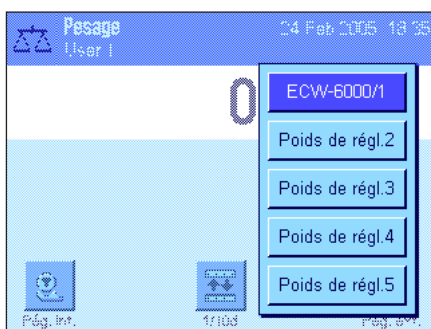 Pesage
24 Feb 2005 18:35
User 1
0
ECW-6000/1
Poids de régl.2
Poids de régl.3
Poids de régl.4
Poids de régl.5
1/10d